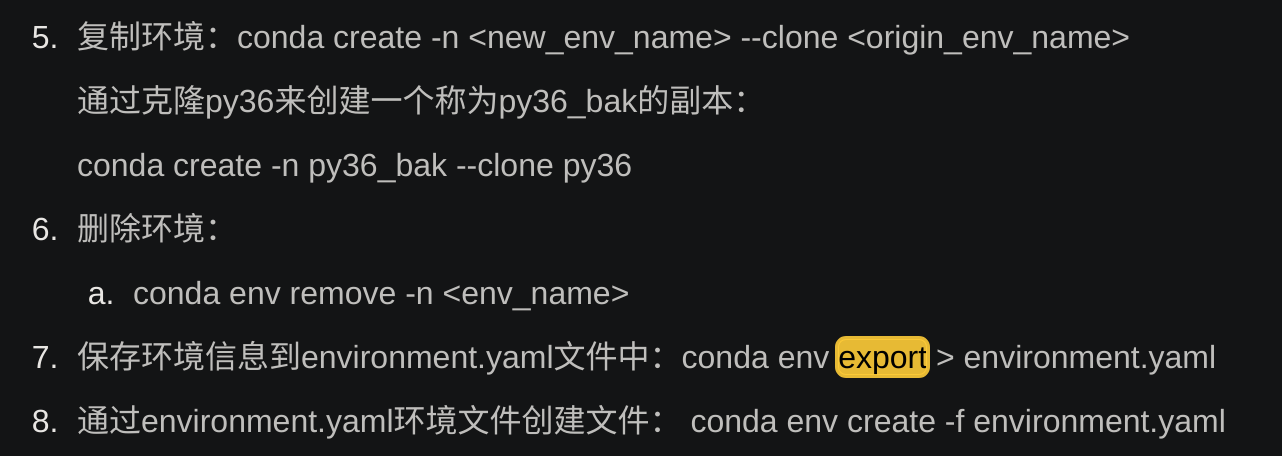 5. 复制环境：conda create -n <new_env_name> --clone <origin_env_name>
通过克隆py36来创建一个称为py36_bak的副本：
conda create -n py36_bak --clone py36
6. 删除环境：
a. conda env remove -n <env_name>
7. 保存环境信息到environment.yaml文件中：conda env export > environment.yaml
8. 通过environment.yaml环境文件创建文件： conda env create -f environment.yaml